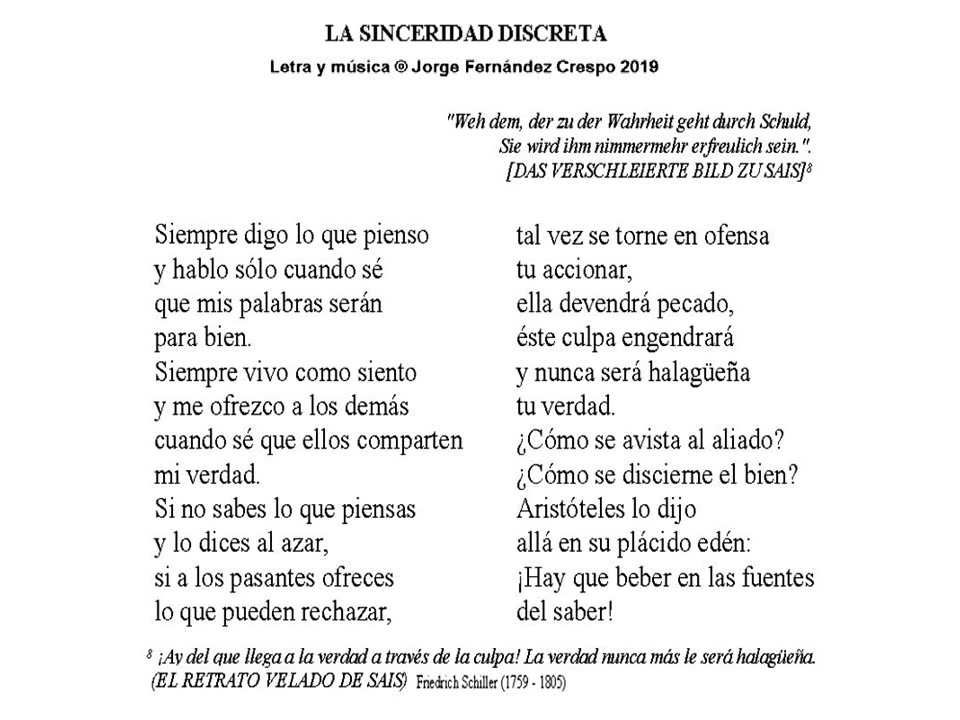 LA SINCERIDAD DISCRETA
Letra y música ® Jorge Fernández Crespo 2019
"Weh dem, der zu der Wahrheit geht durch Schuld,
Sie wird ihm nimmermehr erfreulich sein.".
[DAS VERSCHLEIERTE BILD ZU SAIS]⁸
Siempre digo lo que pienso
y hablo sólo cuando sé
que mis palabras serán
para bien.
Siempre vivo como siento
y me ofrezco a los demás
cuando sé que ellos comparten
mi verdad.
Si no sabes lo que piensas
y lo dices al azar,
si a los pasantes ofreces
lo que pueden rechazar,
tal vez se torne en ofensa
tu accionar,
ella devendrá pecado,
éste culpa engendrará
y nunca será halagüeña
tu verdad.
¿Cómo se avista al aliado?
¿Cómo se discierne el bien?
Aristóteles lo dijo
allá en su plácido edén:
¡Hay que beber en las fuentes
del saber!
⁸ ¡Ay del que llega a la verdad a través de la culpa! La verdad nunca más le será halagüeña.
(EL RETRATO VELADO DE SAIS) Friedrich Schiller (1759 - 1805)